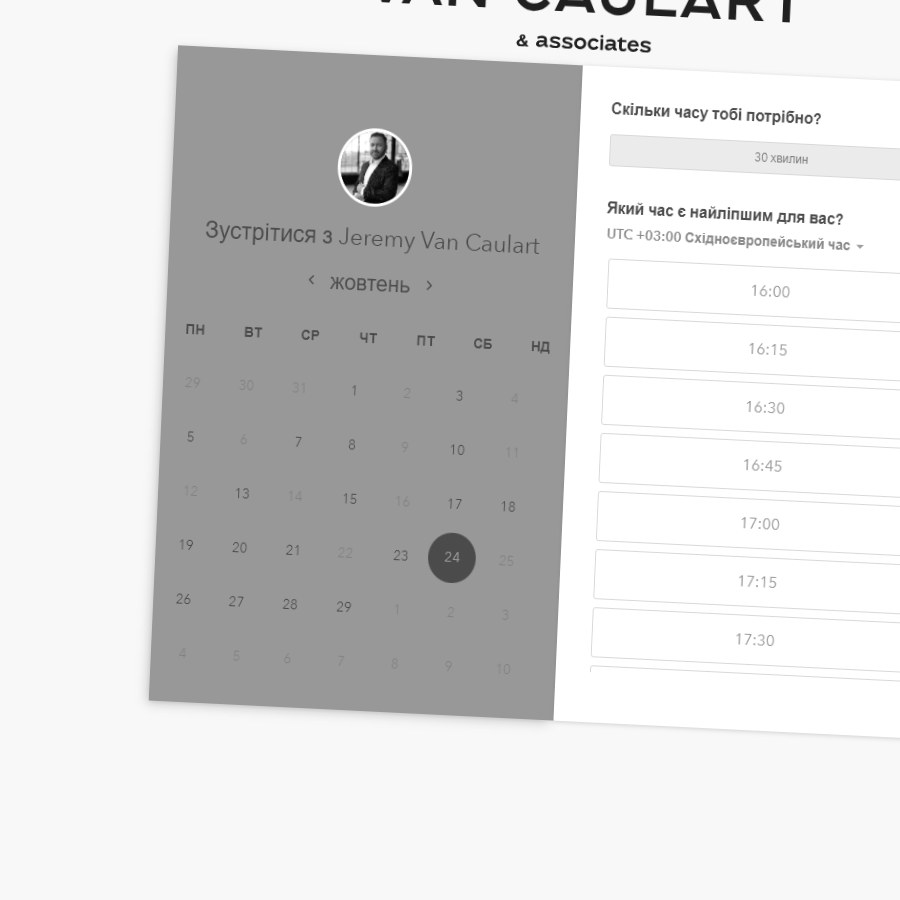 VAN CAULART
& associates
Зустрітися з Jeremy Van Caulart
‹ жовтень ›
ПН ВТ СР ЧТ ПТ СБ НД
29 30 31 1 2 3 4
5 6 7 8 9 10 11
12 13 14 15 16 17 18
19 20 21 22 23 24 25
26 27 28 29 1 2 3
4 5 6 7 8 9 10
Скільки часу тобі потрібно?
30 хвилин
Який час є найліпшим для вас?
UTC +03:00 Східноєвропейський час
16:00
16:15
16:30
16:45
17:00
17:15
17:30